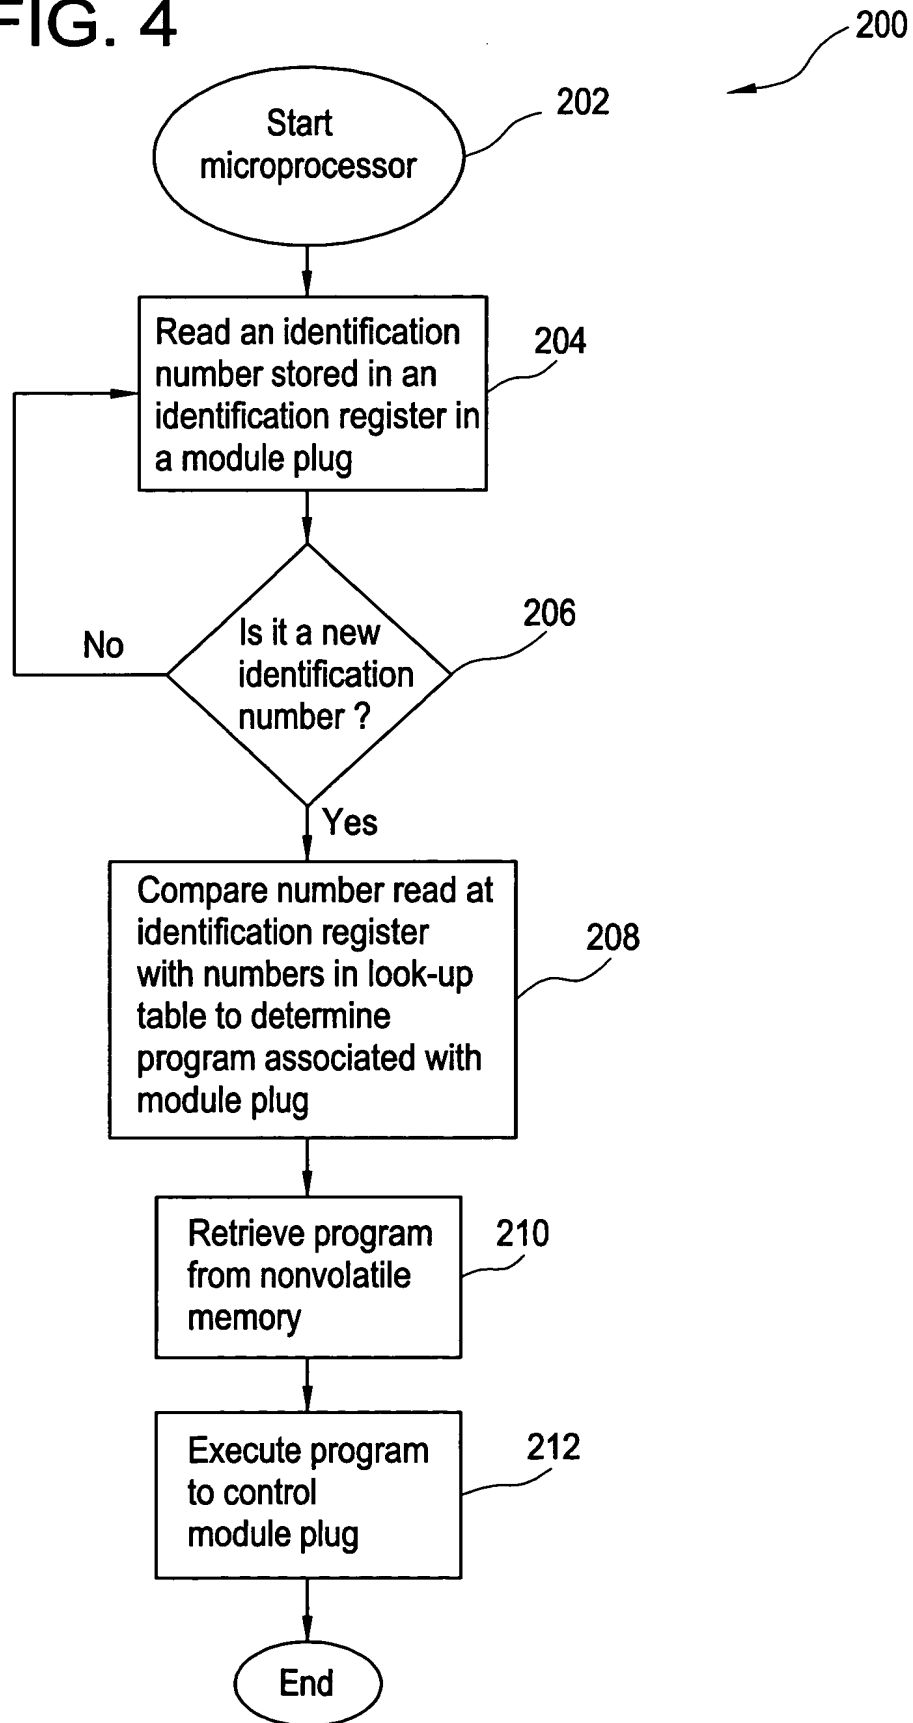 FIG. 4
200
Start
microprocessor
202
Read an identification
number stored in an
identification register in
a module plug
204
Is it a new
identification
number ?
206
No
Yes
Compare number read at
identification register
with numbers in look-up
table to determine
program associated with
module plug
208
Retrieve program
from nonvolatile
memory
210
Execute program
to control
module plug
212
End